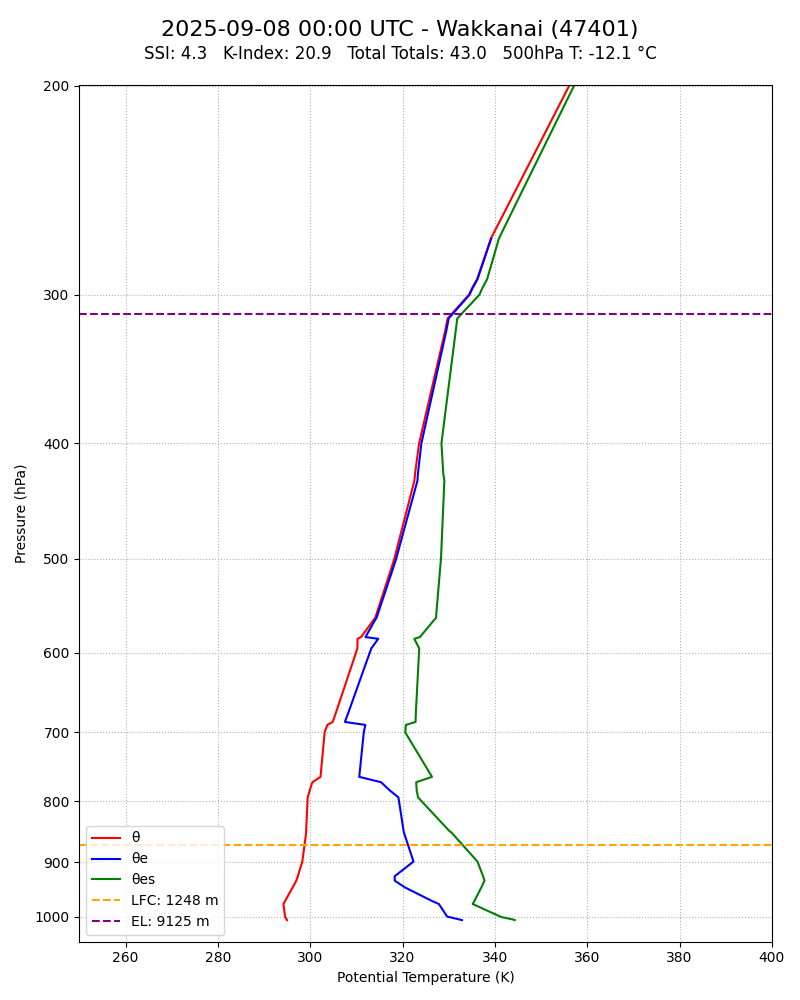 2025-09-08 00:00 UTC - Wakkanai (47401)
SSI: 4.3   K-Index: 20.9   Total Totals: 43.0   500hPa T: -12.1 °C
200
300
400
500
600
700
800
900
1000
Pressure (hPa)
θ
θe
θes
LFC: 1248 m
EL: 9125 m
260
280
300
320
340
360
380
400
Potential Temperature (K)